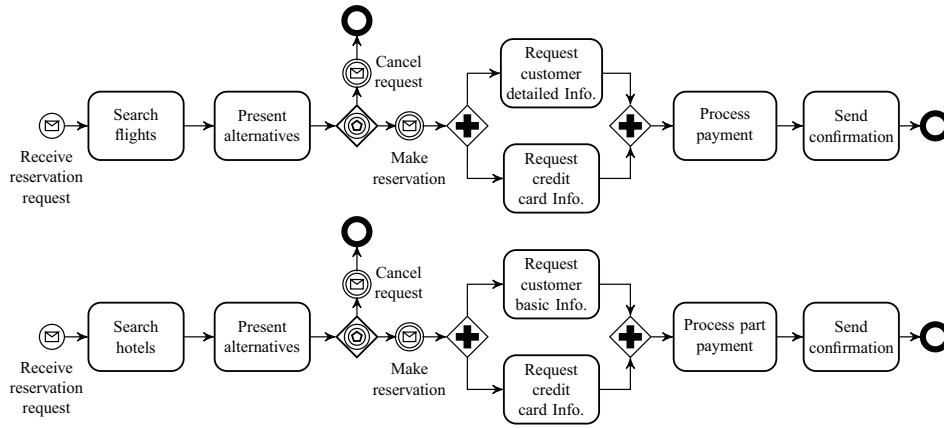 Receive
reservation
request
Search
flights
Present
alternatives
Cancel
request
Make
reservation
Request
customer
detailed Info.
Request
credit
card Info.
Process
payment
Send
confirmation
Receive
reservation
request
Search
hotels
Present
alternatives
Cancel
request
Make
reservation
Request
customer
basic Info.
Request
credit
card Info.
Process part
payment
Send
confirmation